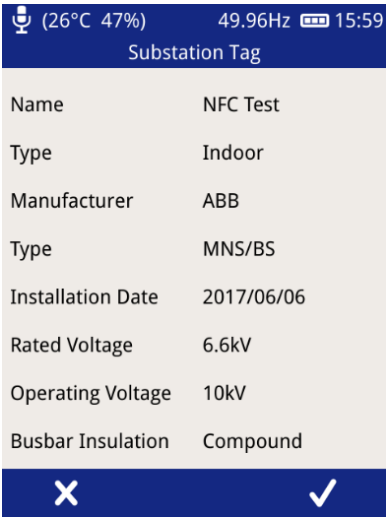 (26°C 47%) 49.96Hz 15:59
Substation Tag
Name NFC Test
Type Indoor
Manufacturer ABB
Type MNS/BS
Installation Date 2017/06/06
Rated Voltage 6.6kV
Operating Voltage 10kV
Busbar Insulation Compound